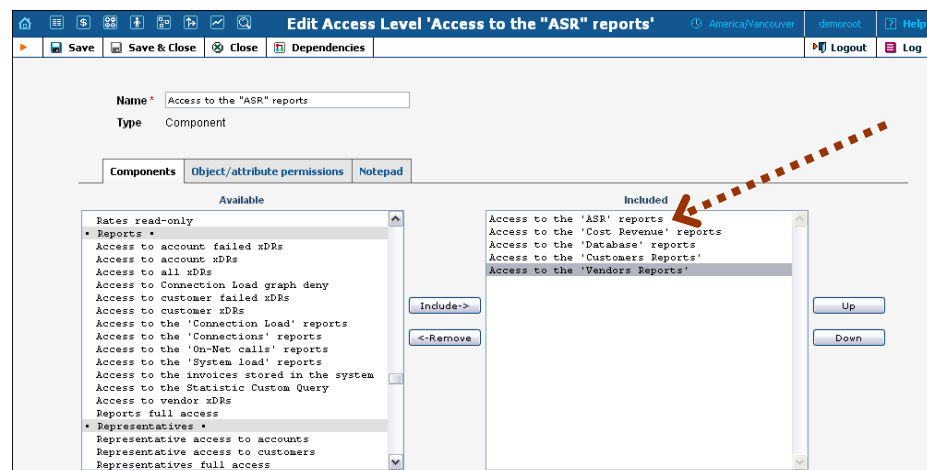 Edit Access Level 'Access to the "ASR" reports'
America/Vancouver
demoroot
? Help
Save
Save & Close
Close
Dependencies
Logout
Log
Name *
Access to the "ASR" reports
Type
Component
Components
Object/attribute permissions
Notepad
Available
Included
Rates read-only
• Reports •
Access to account failed xDRs
Access to account xDRs
Access to all xDRs
Access to Connection Load graph deny
Access to customer failed xDRs
Access to customer xDRs
Access to the 'Connection Load' reports
Access to the 'Connections' reports
Access to the 'On-Net calls' reports
Access to the 'System load' reports
Access to the invoices stored in the system
Access to the Statistic Custom Query
Access to vendor xDRs
Reports full access
• Representatives •
Representative access to accounts
Representative access to customers
Representatives full access
Include->
<-Remove
Access to the 'ASR' reports
Access to the 'Cost Revenue' reports
Access to the 'Database' reports
Access to the 'Customers Reports'
Access to the 'Vendors Reports'
Up
Down